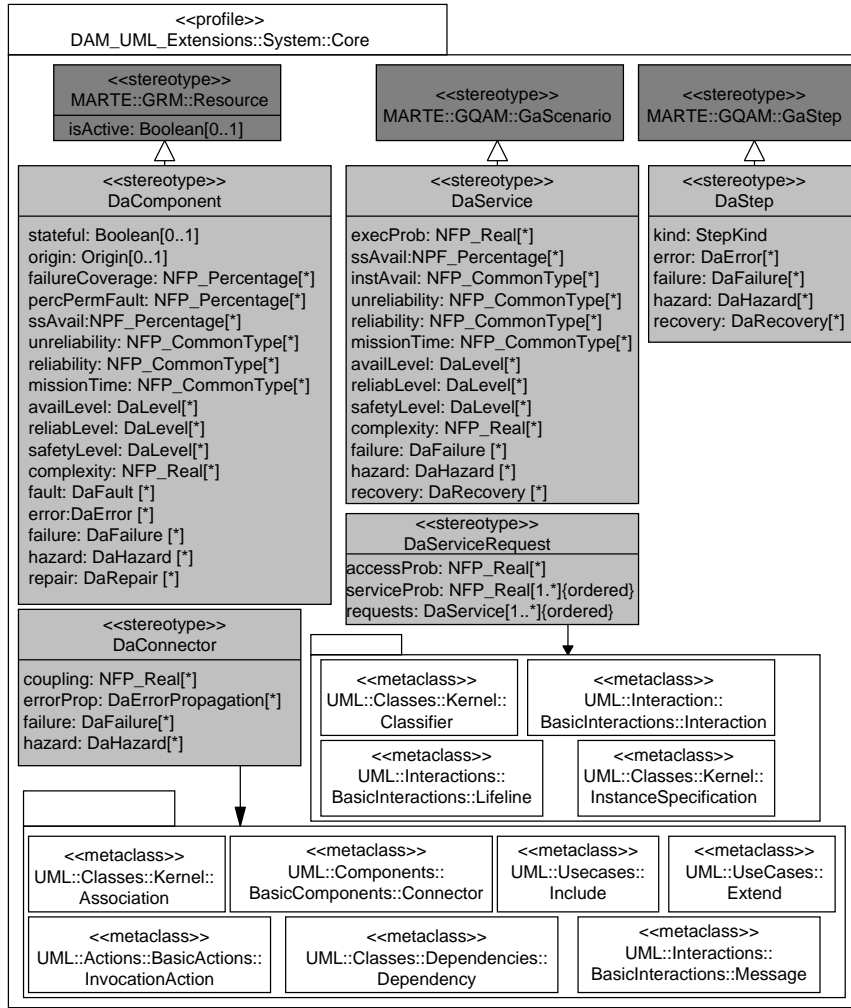 <<profile>>
DAM_UML_Extensions::System::Core
<<stereotype>>
MARTE::GRM::Resource
isActive: Boolean[0..1]
<<stereotype>>
MARTE::GQAM::GaScenario
<<stereotype>>
MARTE::GQAM::GaStep
<<stereotype>>
DaComponent
stateful: Boolean[0..1]
origin: Origin[0..1]
failureCoverage: NFP_Percentage[*]
percPermFault: NFP_Percentage[*]
ssAvail:NPF_Percentage[*]
unreliability: NFP_CommonType[*]
reliability: NFP_CommonType[*]
missionTime: NFP_CommonType[*]
availLevel: DaLevel[*]
reliabLevel: DaLevel[*]
safetyLevel: DaLevel[*]
complexity: NFP_Real[*]
fault: DaFault [*]
error:DaError [*]
failure: DaFailure [*]
hazard: DaHazard [*]
repair: DaRepair [*]
<<stereotype>>
DaService
execProb: NFP_Real[*]
ssAvail:NPF_Percentage[*]
instAvail: NFP_CommonType[*]
unreliability: NFP_CommonType[*]
reliability: NFP_CommonType[*]
missionTime: NFP_CommonType[*]
availLevel: DaLevel[*]
reliabLevel: DaLevel[*]
safetyLevel: DaLevel[*]
complexity: NFP_Real[*]
failure: DaFailure [*]
hazard: DaHazard [*]
recovery: DaRecovery [*]
<<stereotype>>
DaStep
kind: StepKind
error: DaError[*]
failure: DaFailure[*]
hazard: DaHazard[*]
recovery: DaRecovery[*]
<<stereotype>>
DaServiceRequest
accessProb: NFP_Real[*]
serviceProb: NFP_Real[1.*]{ordered}
requests: DaService[1..*]{ordered}
<<stereotype>>
DaConnector
coupling: NFP_Real[*]
errorProp: DaErrorPropagation[*]
failure: DaFailure[*]
hazard: DaHazard[*]
<<metaclass>>
UML::Classes::Kernel::
Classifier
<<metaclass>>
UML::Interaction::
BasicInteractions::Interaction
<<metaclass>>
UML::Interactions::
BasicInteractions::Lifeline
<<metaclass>>
UML::Classes::Kernel::
InstanceSpecification
<<metaclass>>
UML::Classes::Kernel::
Association
<<metaclass>>
UML::Components::
BasicComponents::Connector
<<metaclass>>
UML::Usecases::
Include
<<metaclass>>
UML::UseCases::
Extend
<<metaclass>>
UML::Actions::BasicActions::
InvocationAction
<<metaclass>>
UML::Classes::Dependencies::
Dependency
<<metaclass>>
UML::Interactions::
BasicInteractions::Message